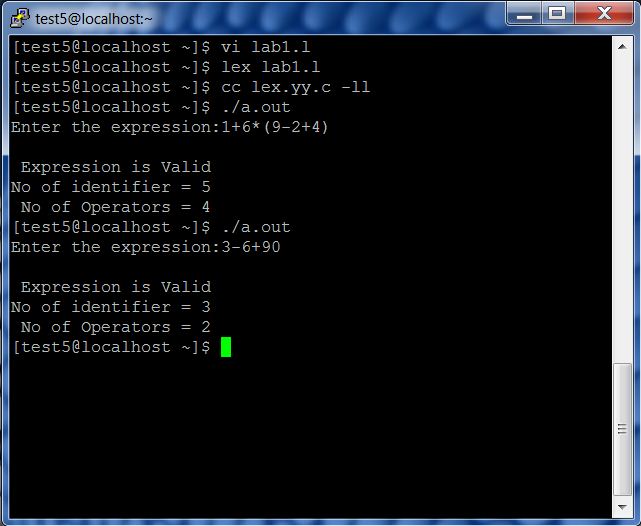 test5@localhost:~
[test5@localhost ~]$ vi lab1.l
[test5@localhost ~]$ lex lab1.l
[test5@localhost ~]$ cc lex.yy.c -ll
[test5@localhost ~]$ ./a.out
Enter the expression:1+6*(9-2+4)
Expression is Valid
No of identifier = 5
No of Operators = 4
[test5@localhost ~]$ ./a.out
Enter the expression:3-6+90
Expression is Valid
No of identifier = 3
No of Operators = 2
[test5@localhost ~]$